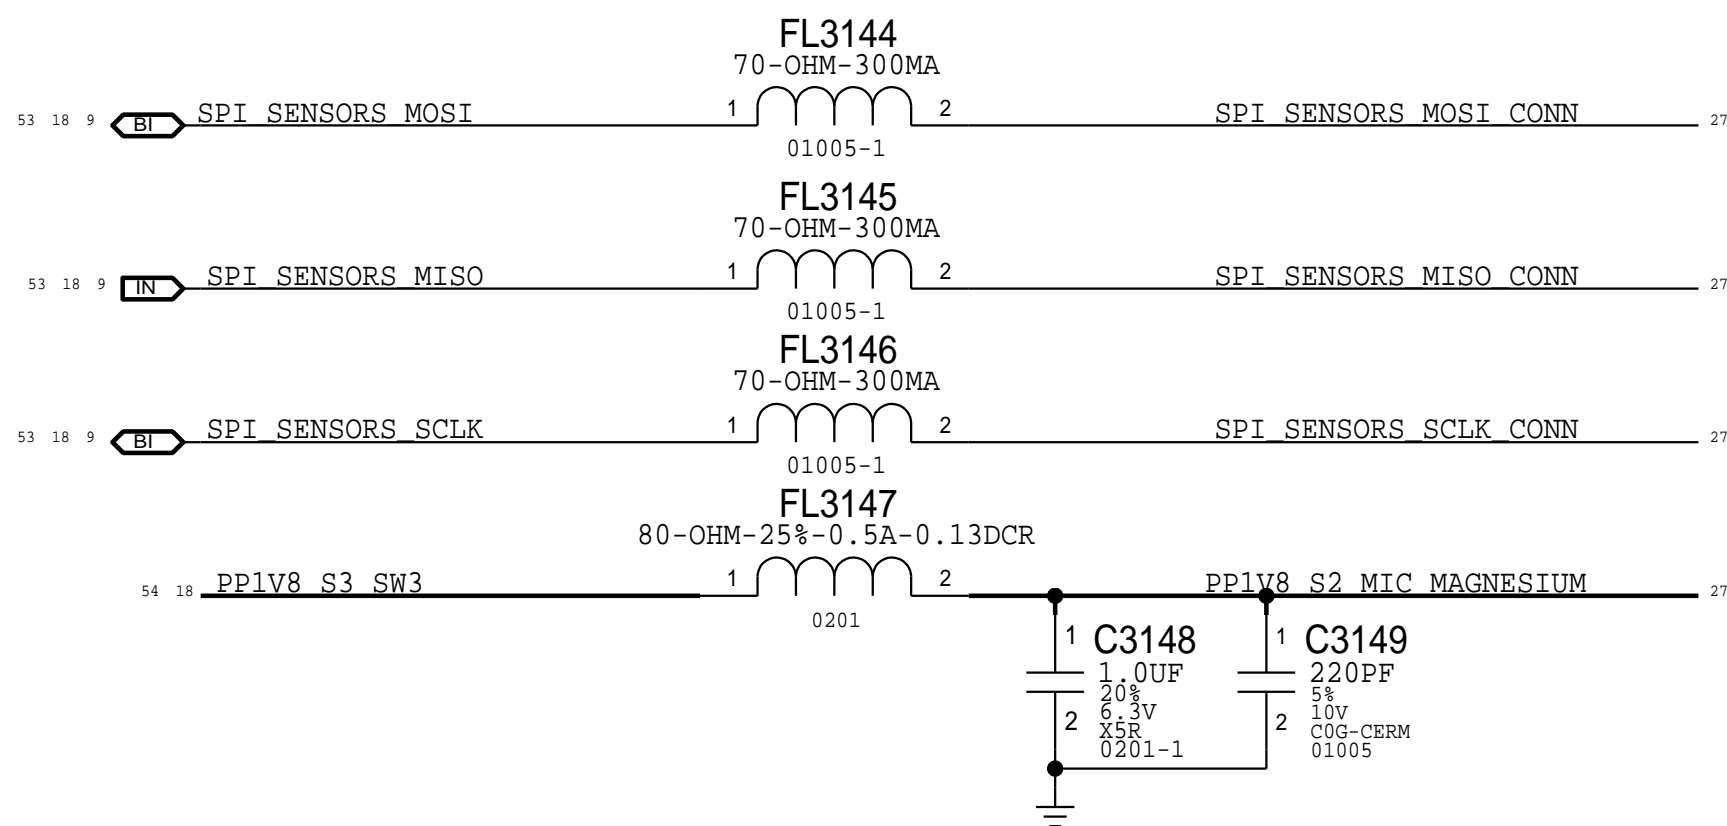 FL3144
70-OHM-300MA
53 18 9 BI SPI_SENSORS_MOSI 1 2 SPI_SENSORS_MOSI_CONN 27
01005-1
FL3145
70-OHM-300MA
53 18 9 IN SPI_SENSORS_MISO 1 2 SPI_SENSORS_MISO_CONN 27
01005-1
FL3146
70-OHM-300MA
53 18 9 BI SPI_SENSORS_SCLK 1 2 SPI_SENSORS_SCLK_CONN 27
01005-1
FL3147
80-OHM-25%-0.5A-0.13DCR
54 18 PP1V8_S3_SW3 1 2 PP1V8_S2_MIC_MAGNESIUM 27
0201
1 C3148
1.0UF
20%
6.3V
2 X5R
0201-1
1 C3149
220PF
5%
10V
2 C0G-CERM
01005